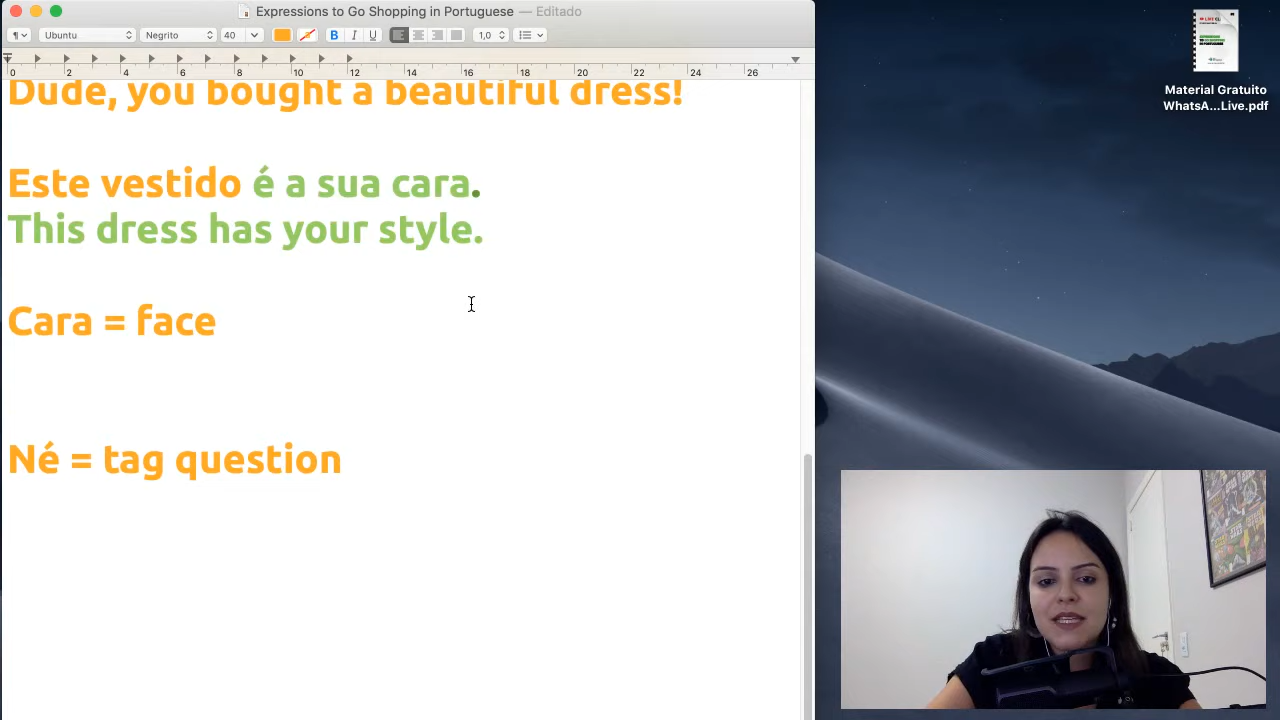 Expressions to Go Shopping in Portuguese — Editado
¶ Ubuntu Negrito 40 B I U 1,0
0 2 4 6 8 10 12 14 16 18 20 22 24 26
Dude, you bought a beautiful dress!
Este vestido é a sua cara.
This dress has your style.
Cara = face
Né = tag question
Material Gratuito
WhatsA...Live.pdf